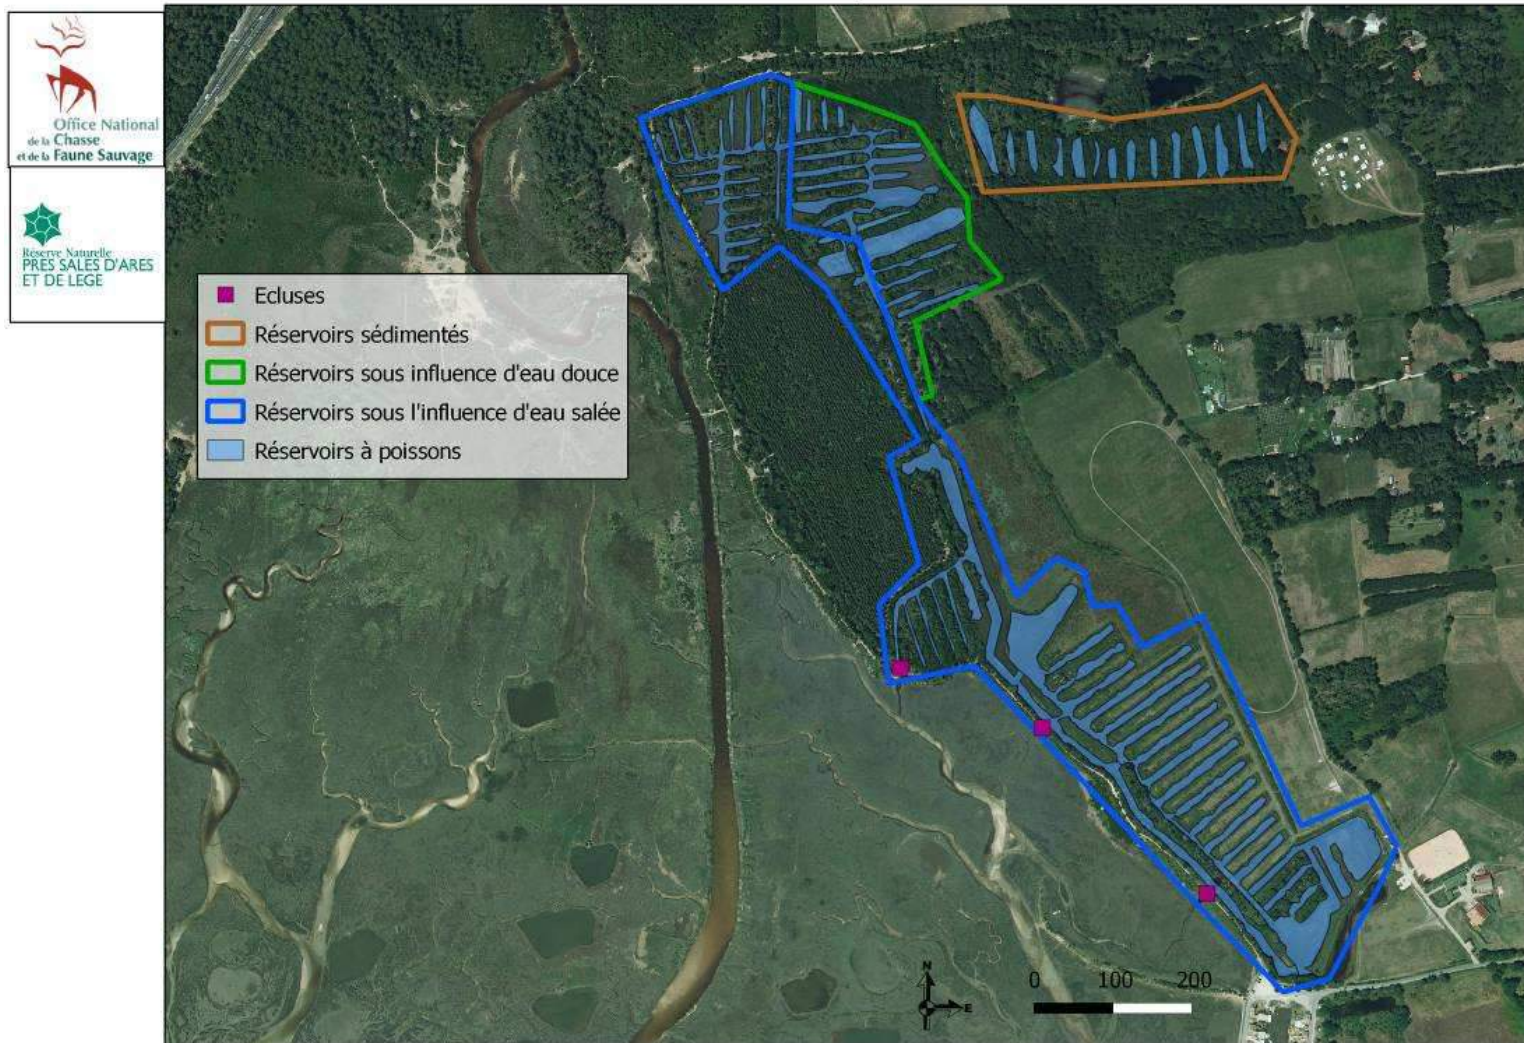 Office National
de la Chasse
et de la Faune Sauvage
Réserve Naturelle
PRES SALES D'ARES
ET DE LEGE
Ecluses
Réservoirs sédimentés
Réservoirs sous influence d'eau douce
Réservoirs sous l'influence d'eau salée
Réservoirs à poissons
N
E
0 100 200